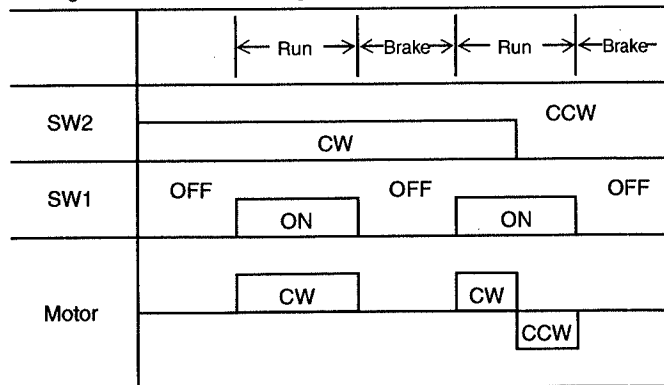 Run Brake Run Brake
SW2 CW CCW
SW1 OFF ON OFF ON OFF
Motor CW CW CCW